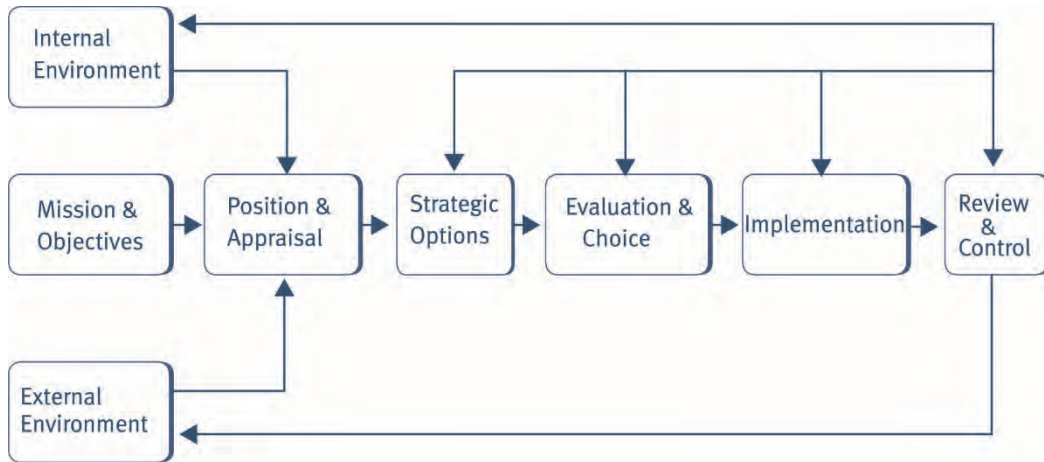 Internal
Environment
Mission &
Objectives
Position &
Appraisal
Strategic
Options
Evaluation &
Choice
Implementation
Review
&
Control
External
Environment